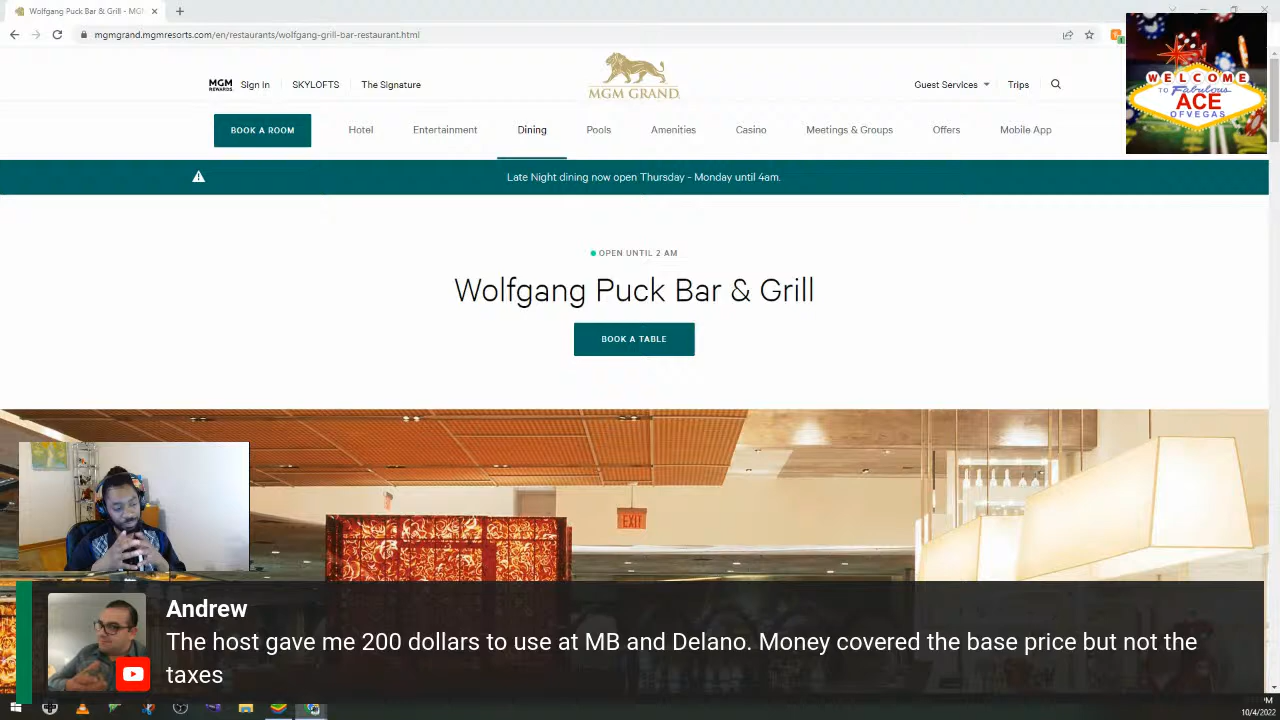 Wolfgang Puck Bar & Grill - MGM
mgmgrand.mgmresorts.com/en/restaurants/wolfgang-grill-bar-restaurant.html
MGM REWARDS Sign In SKYLOFTS The Signature
MGM GRAND
Guest Services Trips
BOOK A ROOM Hotel Entertainment Dining Pools Amenities Casino Meetings & Groups Offers Mobile App
WELCOME
TO Fabulous
ACE
OFVEGAS
Late Night dining now open Thursday - Monday until 4am.
OPEN UNTIL 2 AM
Wolfgang Puck Bar & Grill
BOOK A TABLE
EXIT
Andrew
The host gave me 200 dollars to use at MB and Delano. Money covered the base price but not the
taxes
10/4/2022